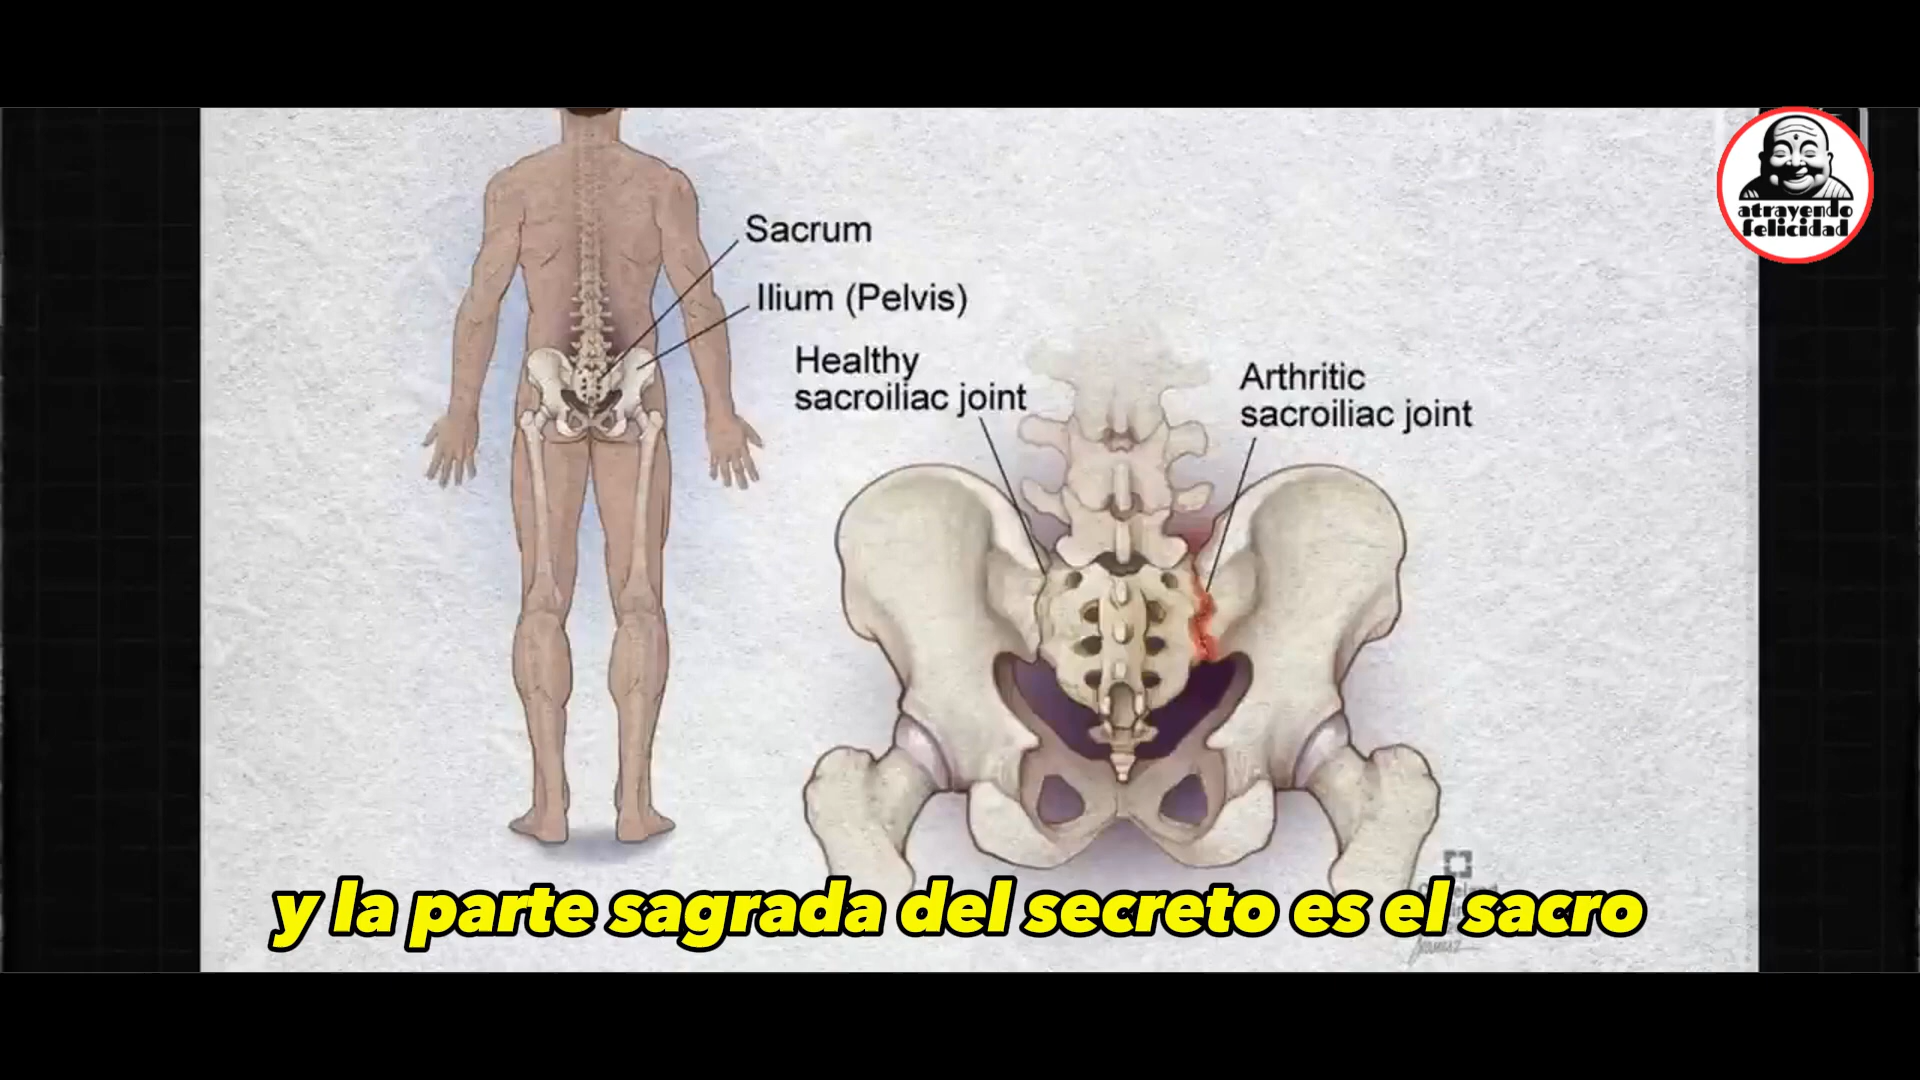 atrayendo
felicidad
Sacrum
Ilium (Pelvis)
Healthy
sacroiliac joint
Arthritic
sacroiliac joint
y la parte sagrada del secreto es el sacro